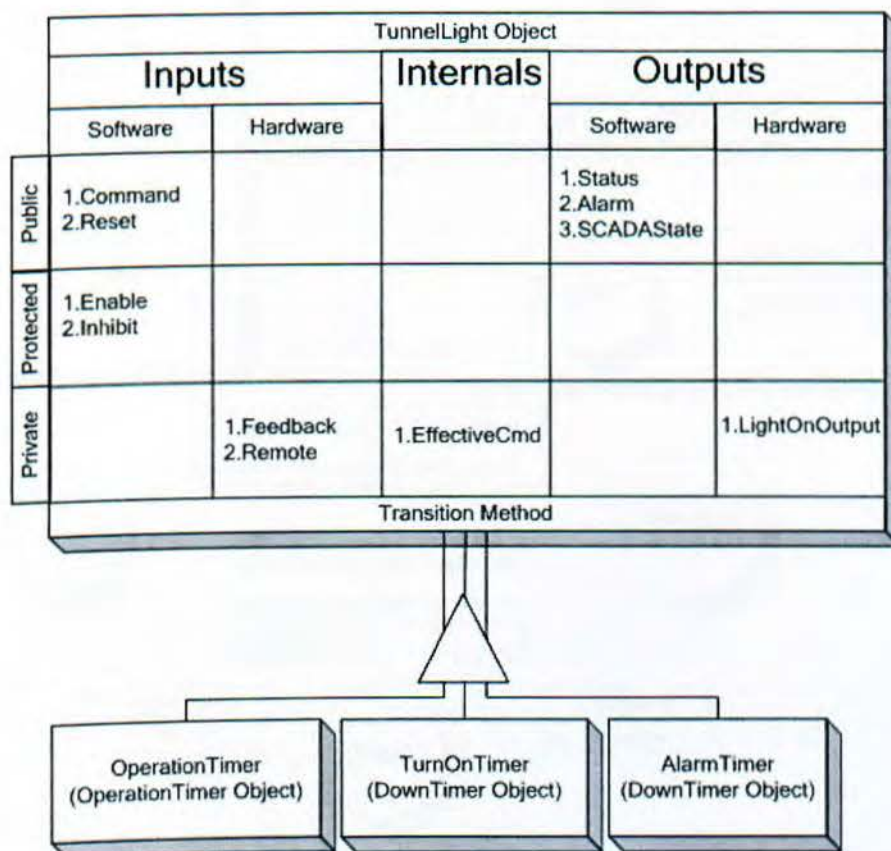 TunnelLight Object
Inputs
Internals
Outputs
Software
Hardware
Software
Hardware
Public
1.Command
2.Reset
1.Status
2.Alarm
3.SCADAState
Protected
1.Enable
2.Inhibit
Private
1.Feedback
2.Remote
1.EffectiveCmd
1.LightOnOutput
Transition Method
OperationTimer
(OperationTimer Object)
TurnOnTimer
(DownTimer Object)
AlarmTimer
(DownTimer Object)